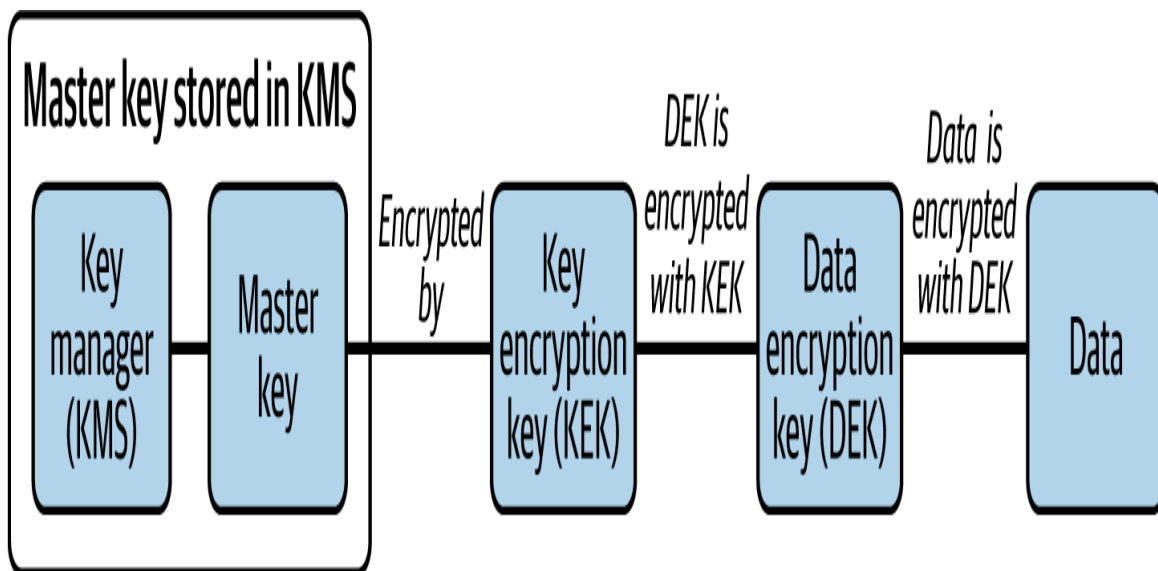 Master key stored in KMS
Key
manager
(KMS)
Master
key
Encrypted
by
Key
encryption
key (KEK)
DEK is
encrypted
with KEK
Data
encryption
key (DEK)
Data is
encrypted
with DEK
Data